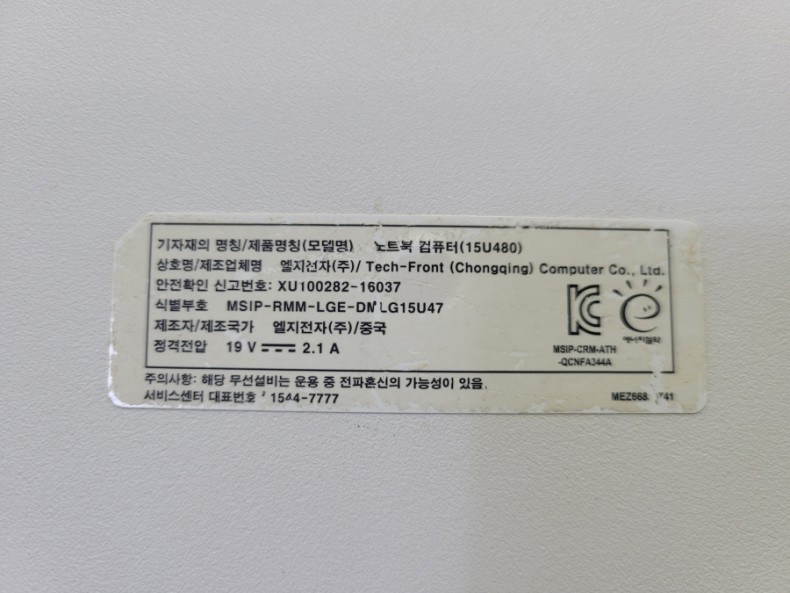 기자재의 명칭/제품명칭(모델명) 노트북 컴퓨터(15U480)
상호명/제조업체명 엘지전자(주)/ Tech-Front (Chongqing) Computer Co., Ltd.
안전확인 신고번호: XU100282-16037
식별부호 MSIP-RMM-LGE-DMLG15U47
제조자/제조국가 엘지전자(주)/중국
정격전압 19 V 2.1 A
에너지절약
MSIP-CRM-ATH
-QCNFA344A
주의사항: 해당 무선설비는 운용 중 전파혼신의 가능성이 있음.
서비스센터 대표번호 1544-7777